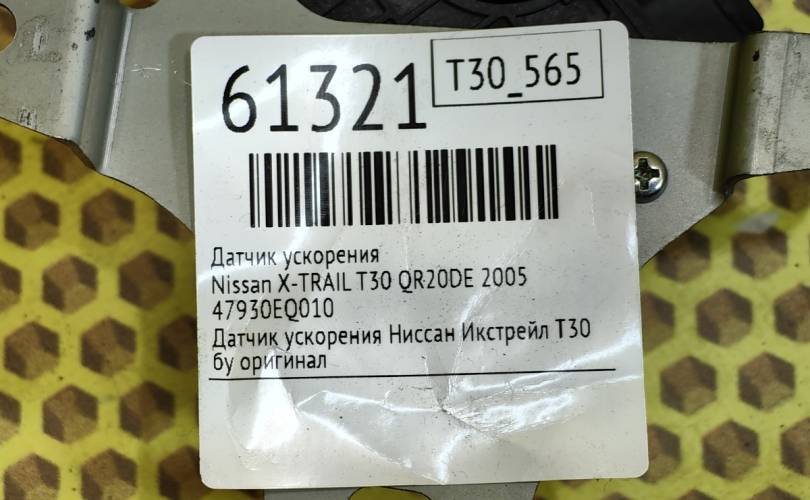 61321
T30_565
Датчик ускорения
Nissan X-TRAIL T30 QR20DE 2005
47930EQ010
Датчик ускорения Ниссан Икстрейл Т30
бу оригинал